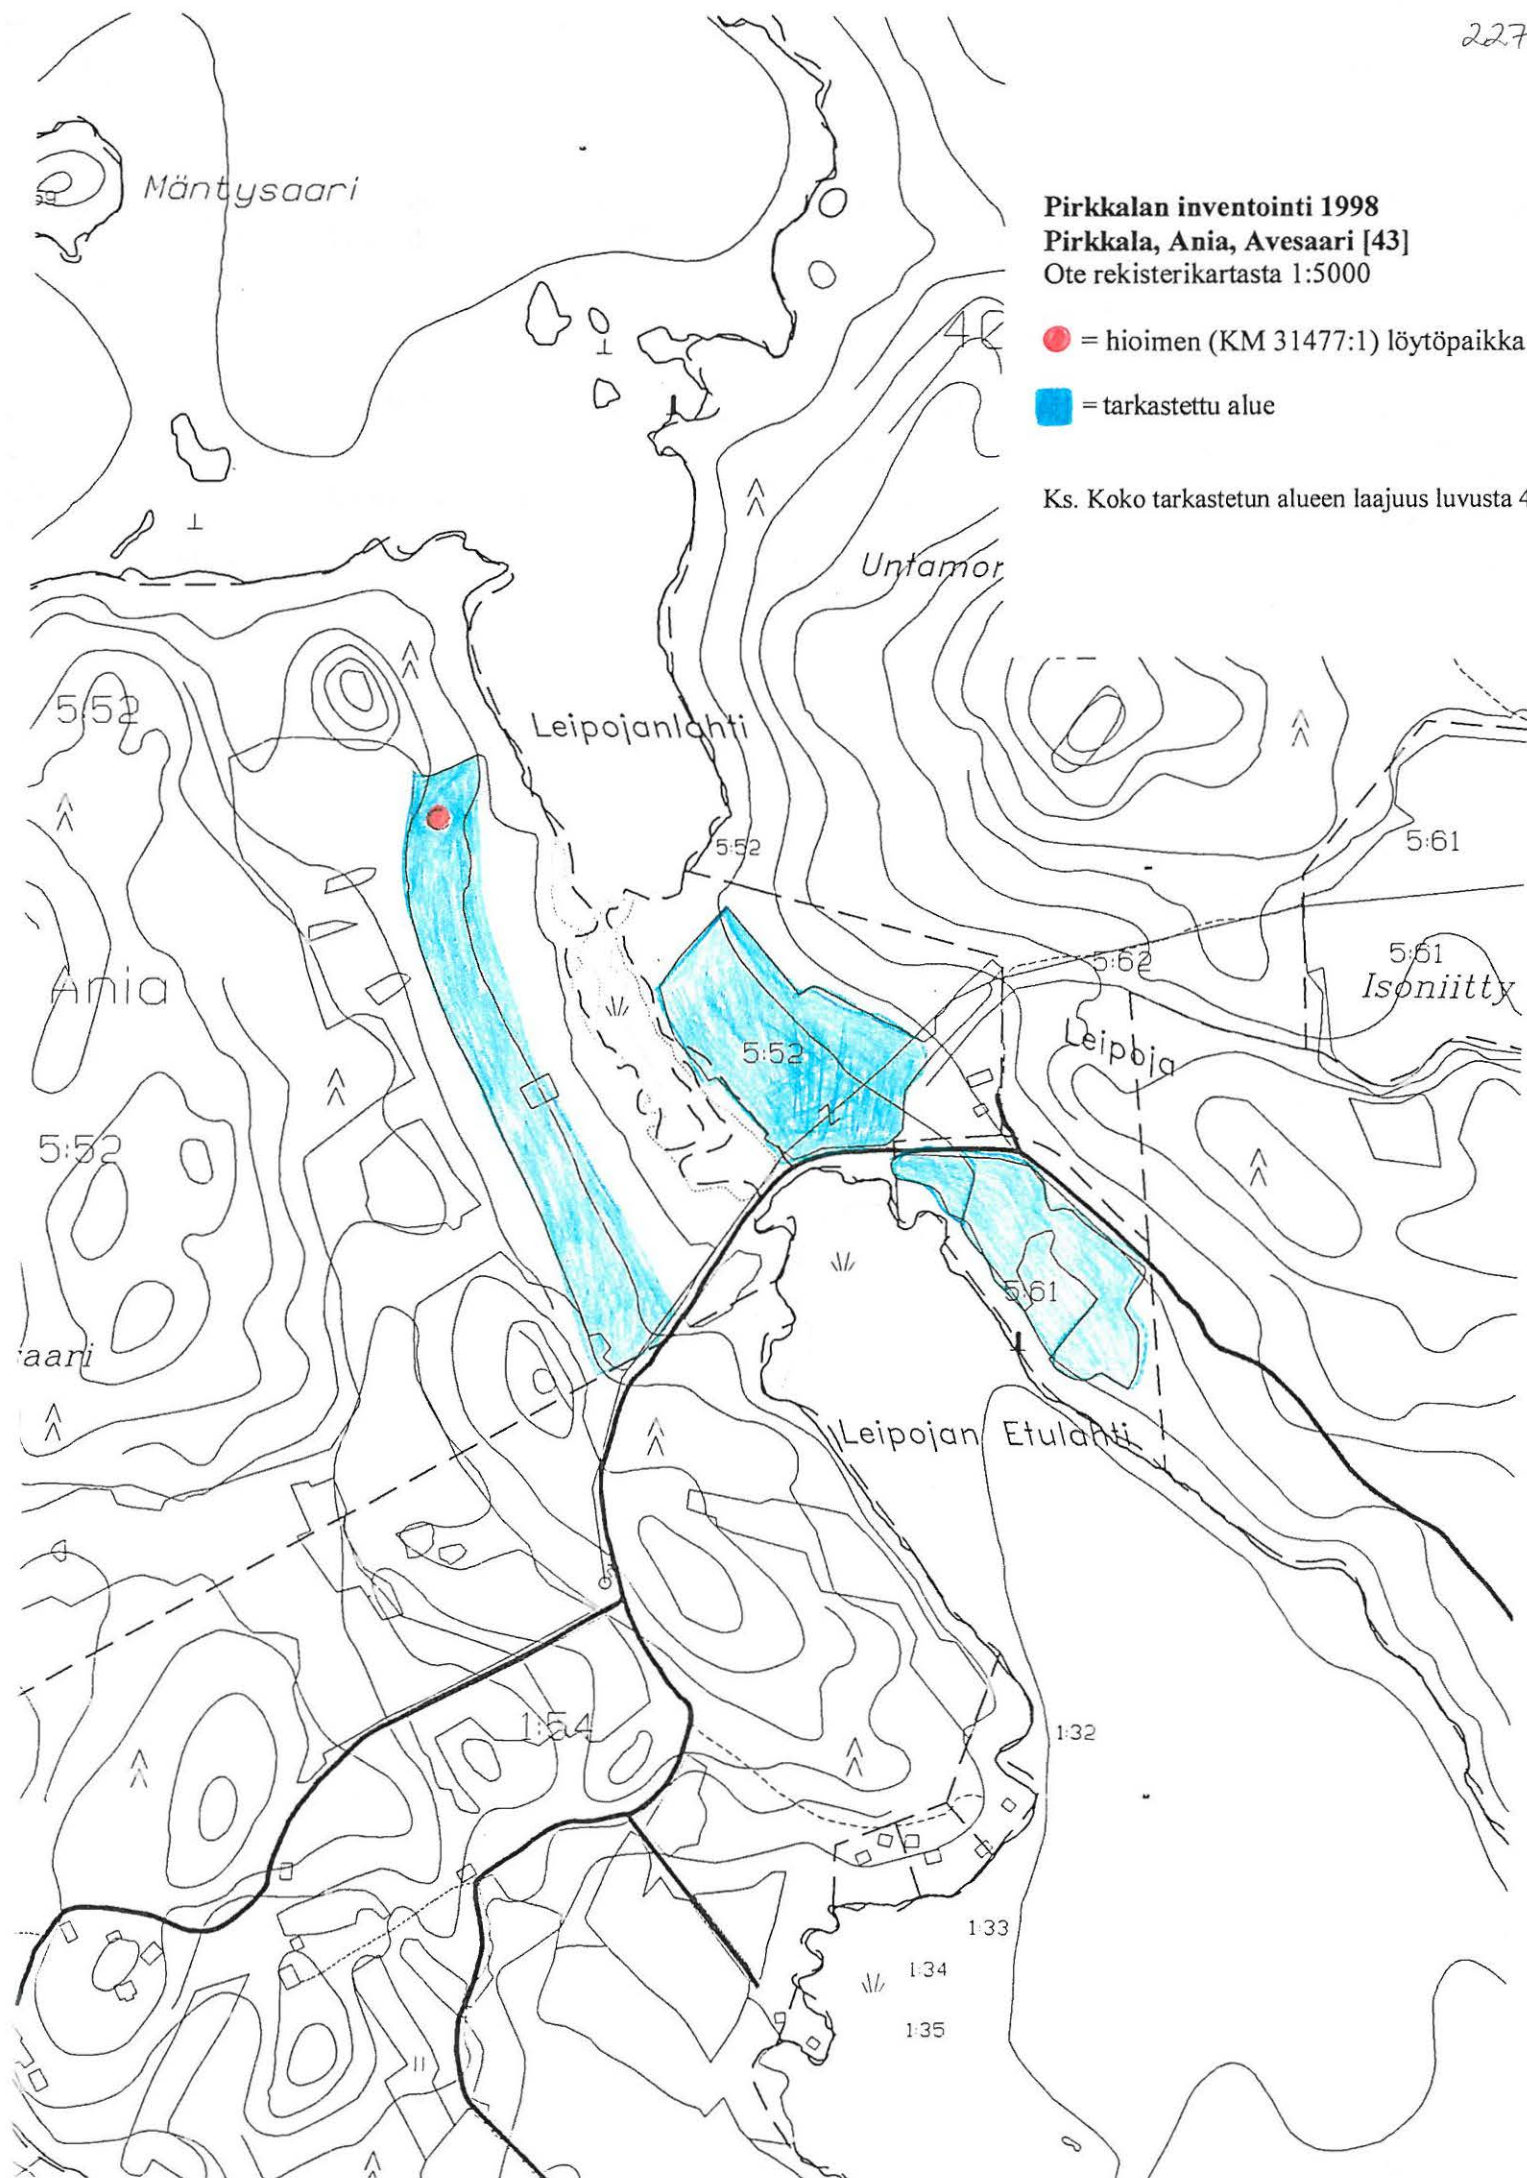 227
Mäntysaari
Pirkkalan inventointi 1998
Pirkkala, Ania, Avesaari [43]
Ote rekisterikartasta 1:5000
= hioimen (KM 31477:1) löytöpaikka
= tarkastettu alue
Ks. Koko tarkastetun alueen laajuus luvusta 4
Untamor
5:52
Leipojanlahti
5:52
5:61
5:62
5:61
Isoniitty
Ania
Leipoja
5:52
5:52
5:61
aari
Leipojan Etulahti
1:54
1:32
1:33
1:34
1:35